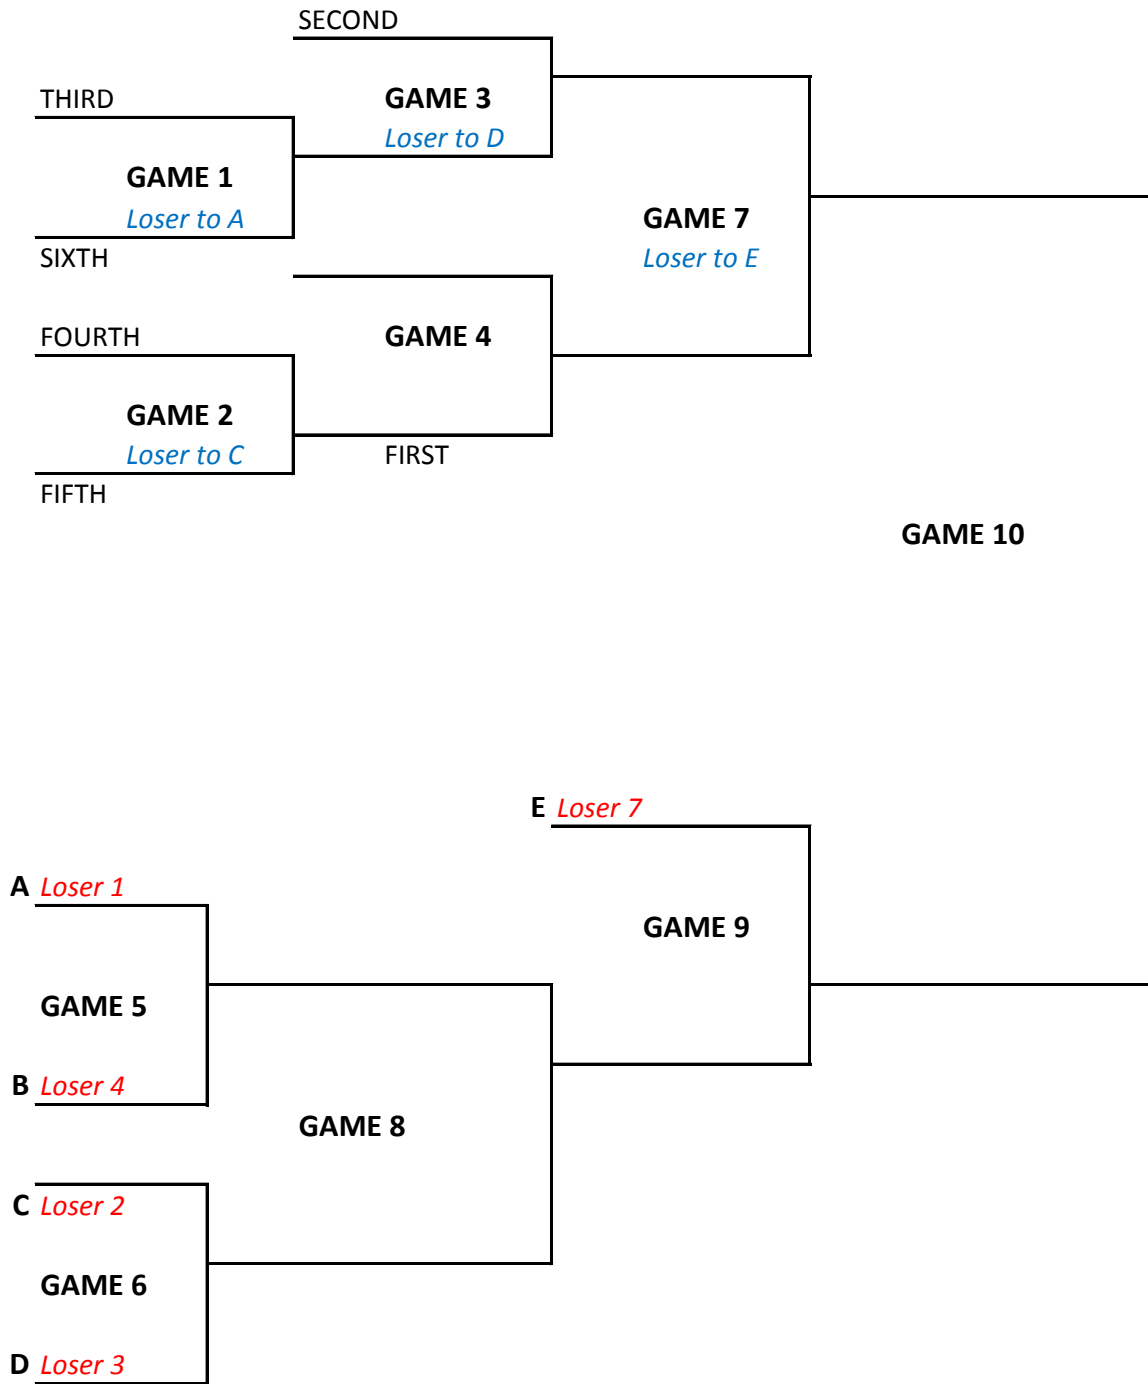 SECOND
THIRD
GAME 3
Loser to D
GAME 1
Loser to A
GAME 7
SIXTH
Loser to E
FOURTH
GAME 4
GAME 2
Loser to C
FIRST
FIFTH
GAME 10
E Loser 7
A Loser 1
GAME 9
GAME 5
B Loser 4
GAME 8
C Loser 2
GAME 6
D Loser 3